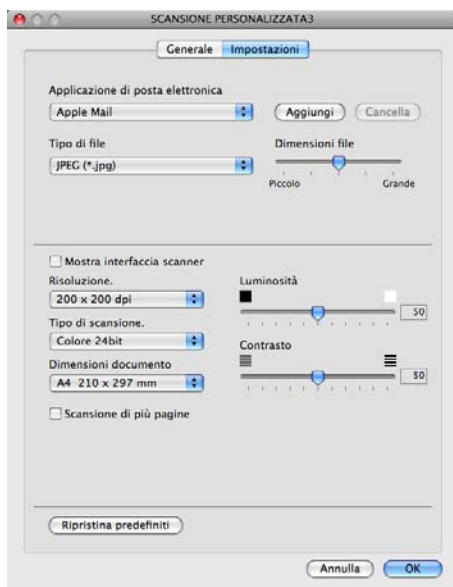 SCANSIONE PERSONALIZZATA3
Generale Impostazioni
Applicazione di posta elettronica
Apple Mail
Aggiungi Cancella
Tipo di file
Dimensioni file
JPEG (*.jpg)
Piccolo Grande
Mostra interfaccia scanner
Risoluzione.
Luminosità
200 x 200 dpi
50
Tipo di scansione.
Colore 24bit
Contrasto
Dimensioni documento
50
A4 210 x 297 mm
Scansione di più pagine
Ripristina predefiniti
Annulla OK